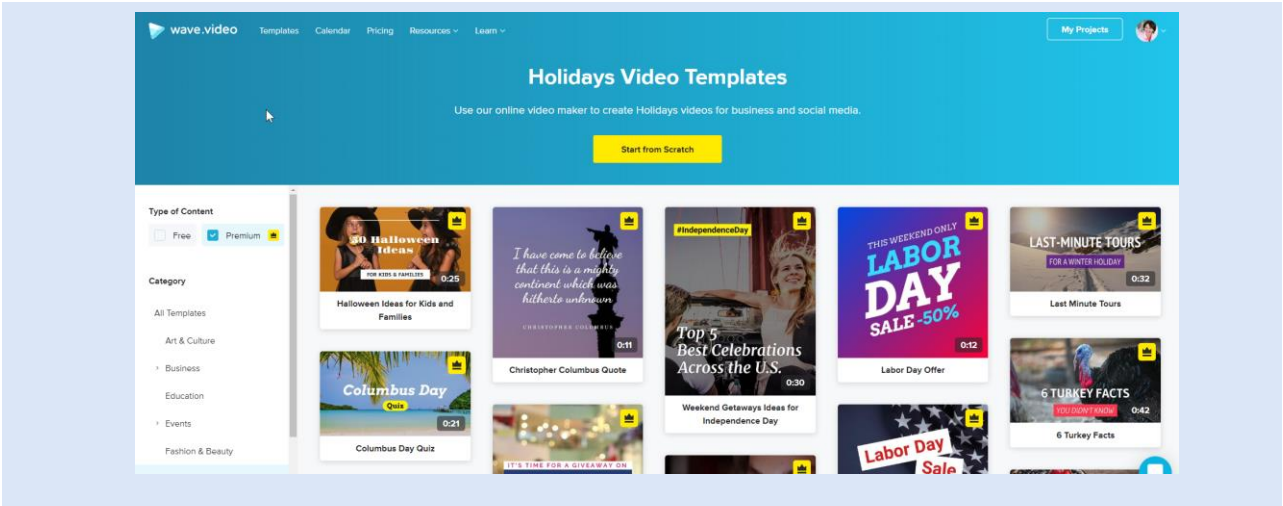 wave.video
Templates
Calendar
Pricing
Resources
Learn
My Projects
Holidays Video Templates
Use our online video maker to create Holidays videos for business and social media.
Start from Scratch
Type of Content
Free
Premium
Category
All Templates
Art & Culture
Business
Education
Events
Fashion & Beauty
30 Halloween
Ideas
FOR KIDS & FAMILIES
0:25
Halloween Ideas for Kids and
Families
Columbus Day
Quiz
0:21
Columbus Day Quiz
I have come to believe
that this is a mighty
continent which was
hitherto unknown
CHRISTOPHER COLUMBUS
0:11
Christopher Columbus Quote
IT'S TIME FOR A GIVEAWAY ON
#IndependenceDay
Top 5
Best Celebrations
Across the U.S.
0:30
Weekend Getaways Ideas for
Independence Day
THIS WEEKEND ONLY
LABOR
DAY
SALE -50%
0:12
Labor Day Offer
Labor Day
Sale
LAST-MINUTE TOURS
FOR A WINTER HOLIDAY
0:32
Last Minute Tours
6 TURKEY FACTS
YOU DIDN'T KNOW
0:42
6 Turkey Facts